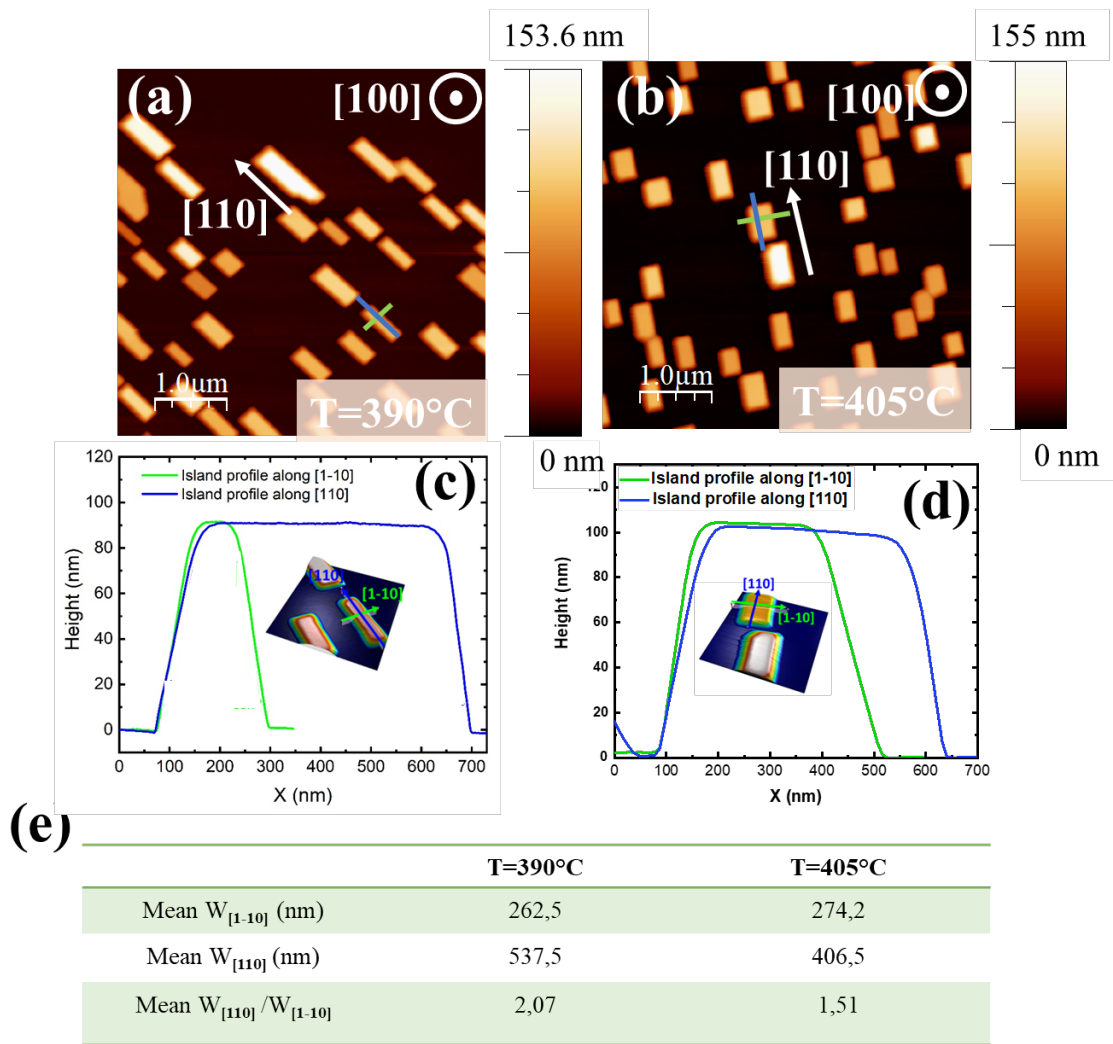 153.6 nm
155 nm
(a)
[100]
[110]
1.0µm
T=390°C
0 nm
(b)
[100]
[110]
1.0µm
T=405°C
0 nm
(c)
Island profile along [1-10]
Island profile along [110]
120
100
80
60
40
20
0
Height (nm)
[110]
[1-10]
0 100 200 300 400 500 600 700
X (nm)
(d)
Island profile along [1-10]
Island profile along [110]
120
100
80
60
40
20
0
Height (nm)
[110]
[1-10]
0 100 200 300 400 500 600 700
X (nm)
(e)
T=390°C T=405°C
Mean W[1-10] (nm) 262,5 274,2
Mean W[110] (nm) 537,5 406,5
Mean W[110] /W[1-10] 2,07 1,51